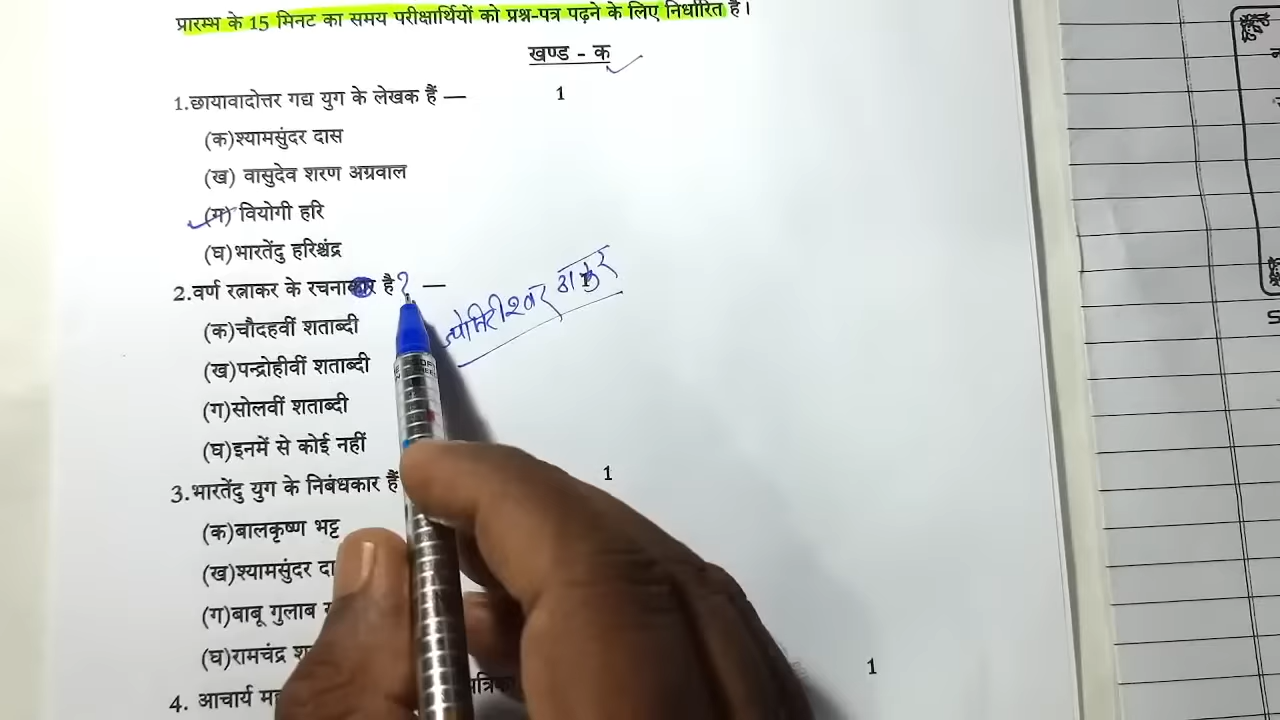 प्रारम्भ के 15 मिनट का समय परीक्षार्थियों को प्रश्न-पत्र पढ़ने के लिए निर्धारित है।
खण्ड - क
1.छायावादोत्तर गद्य युग के लेखक हैं — 1
(क)श्यामसुंदर दास
(ख) वासुदेव शरण अग्रवाल
(ग) वियोगी हरि
(घ)भारतेंदु हरिश्चंद्र
2.वर्ण रत्नाकर के रचनाकार है ? —
ज्योतिरीश्वर ठाकुर
(क)चौदहवीं शताब्दी
(ख)पन्द्रोहीवीं शताब्दी
(ग)सोलवीं शताब्दी
(घ)इनमें से कोई नहीं
3.भारतेंदु युग के निबंधकार हैं 1
(क)बालकृष्ण भट्ट
(ख)श्यामसुंदर दा
(ग)बाबू गुलाब
(घ)रामचंद्र
4. आचार्य 1